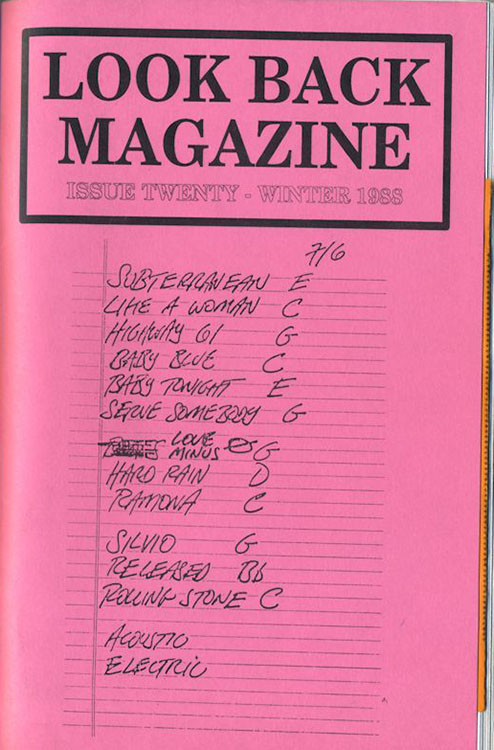 LOOK BACK
MAGAZINE
ISSUE TWENTY - WINTER 1988
7/6
SUBTERRANEAN E
LIKE A WOMAN C
HIGHWAY 61 G
BABY BLUE C
BABY TONIGHT E
SERVE SOMEBODY G
LOVE
MINUS 0 G
HARD RAIN D
RAMONA C
SILVIO G
RELEASED Bb
ROLLING STONE C
ACOUSTIC
ELECTRIC